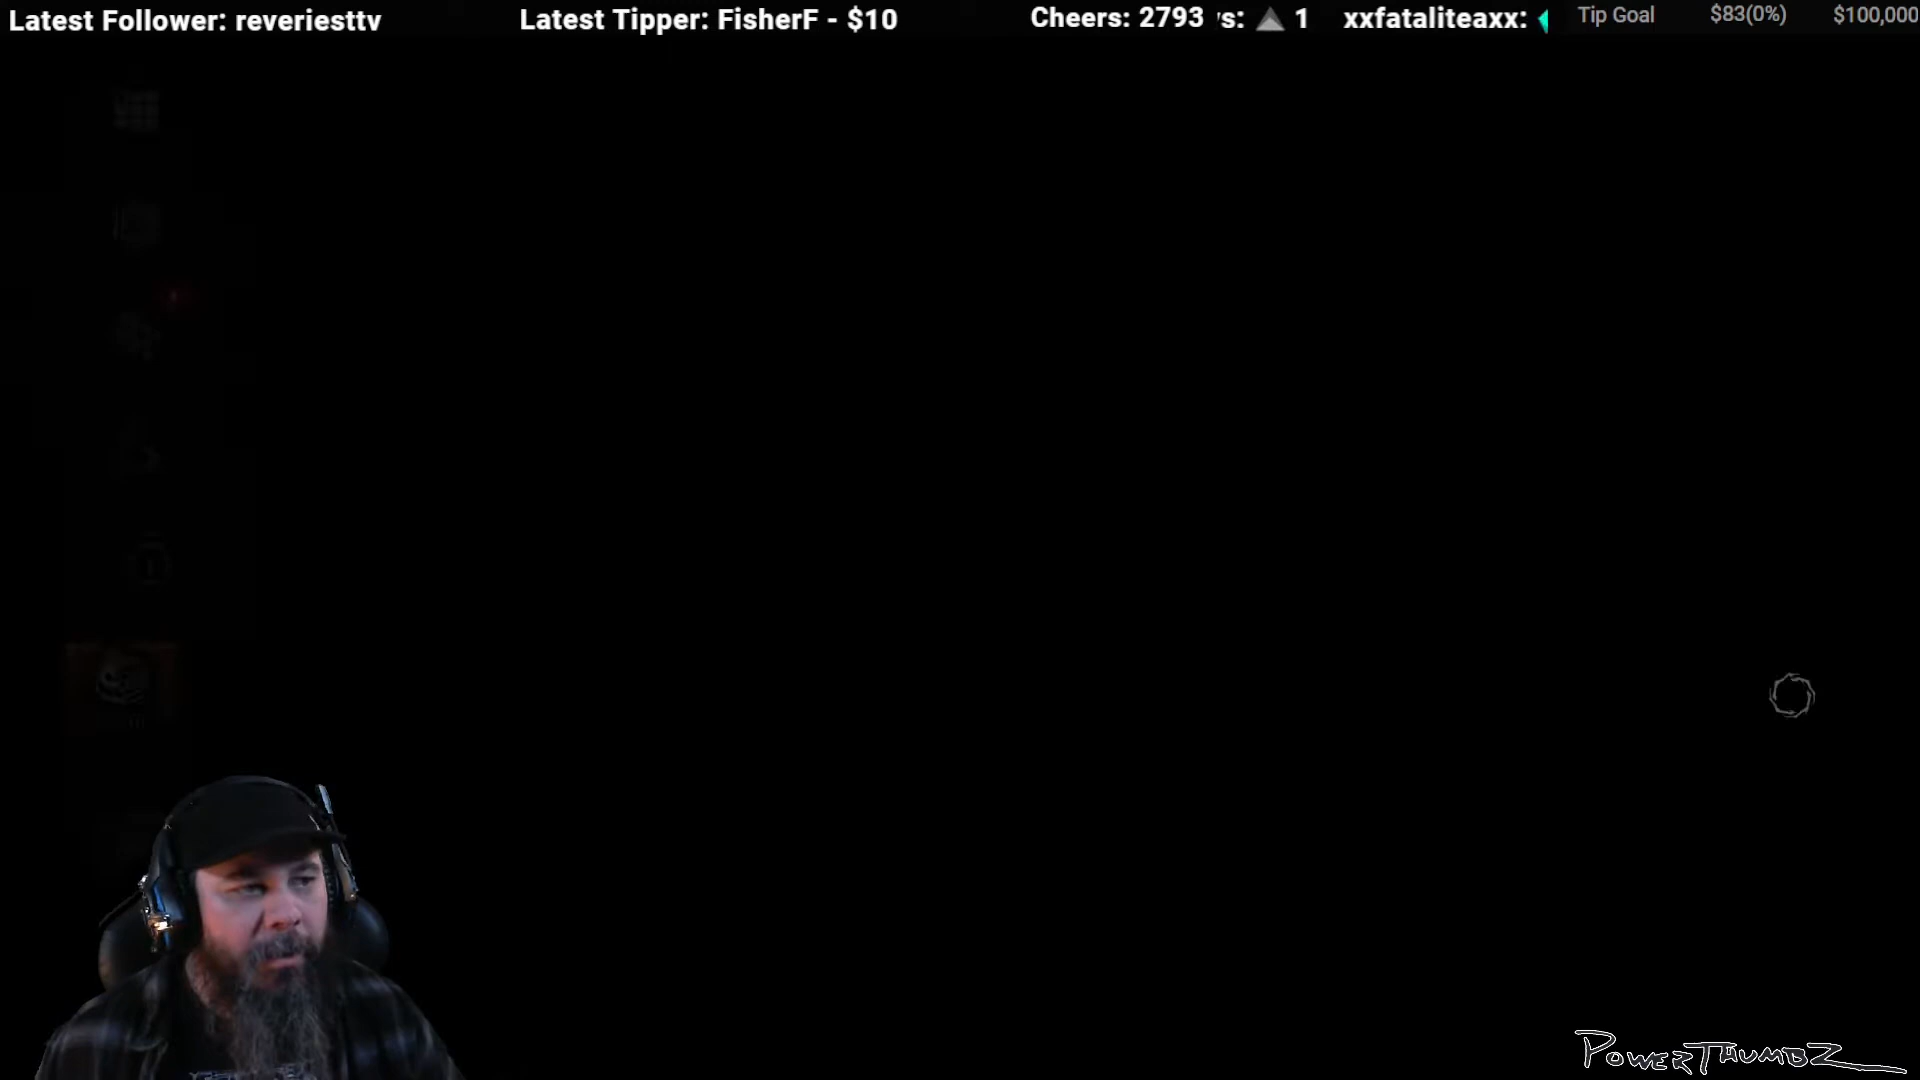 Latest Follower: reveriesttv
Latest Tipper: FisherF - $10
Cheers: 2793
's: 1
xxfataliteaxx:
Tip Goal $83(0%) $100,000
PowerThumbZ